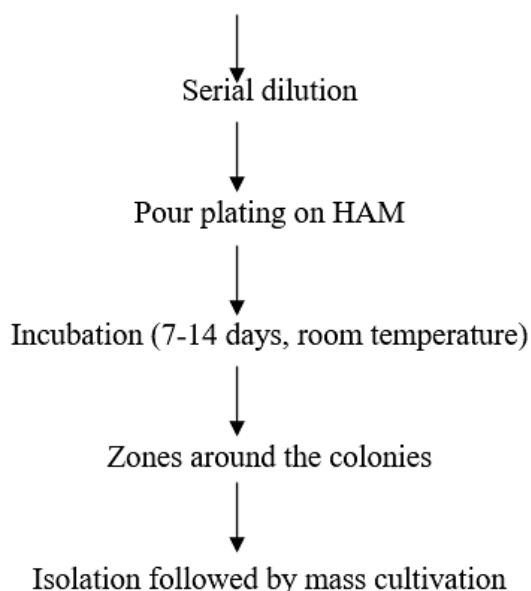 Serial dilution
Pour plating on HAM
Incubation (7-14 days, room temperature)
Zones around the colonies
Isolation followed by mass cultivation